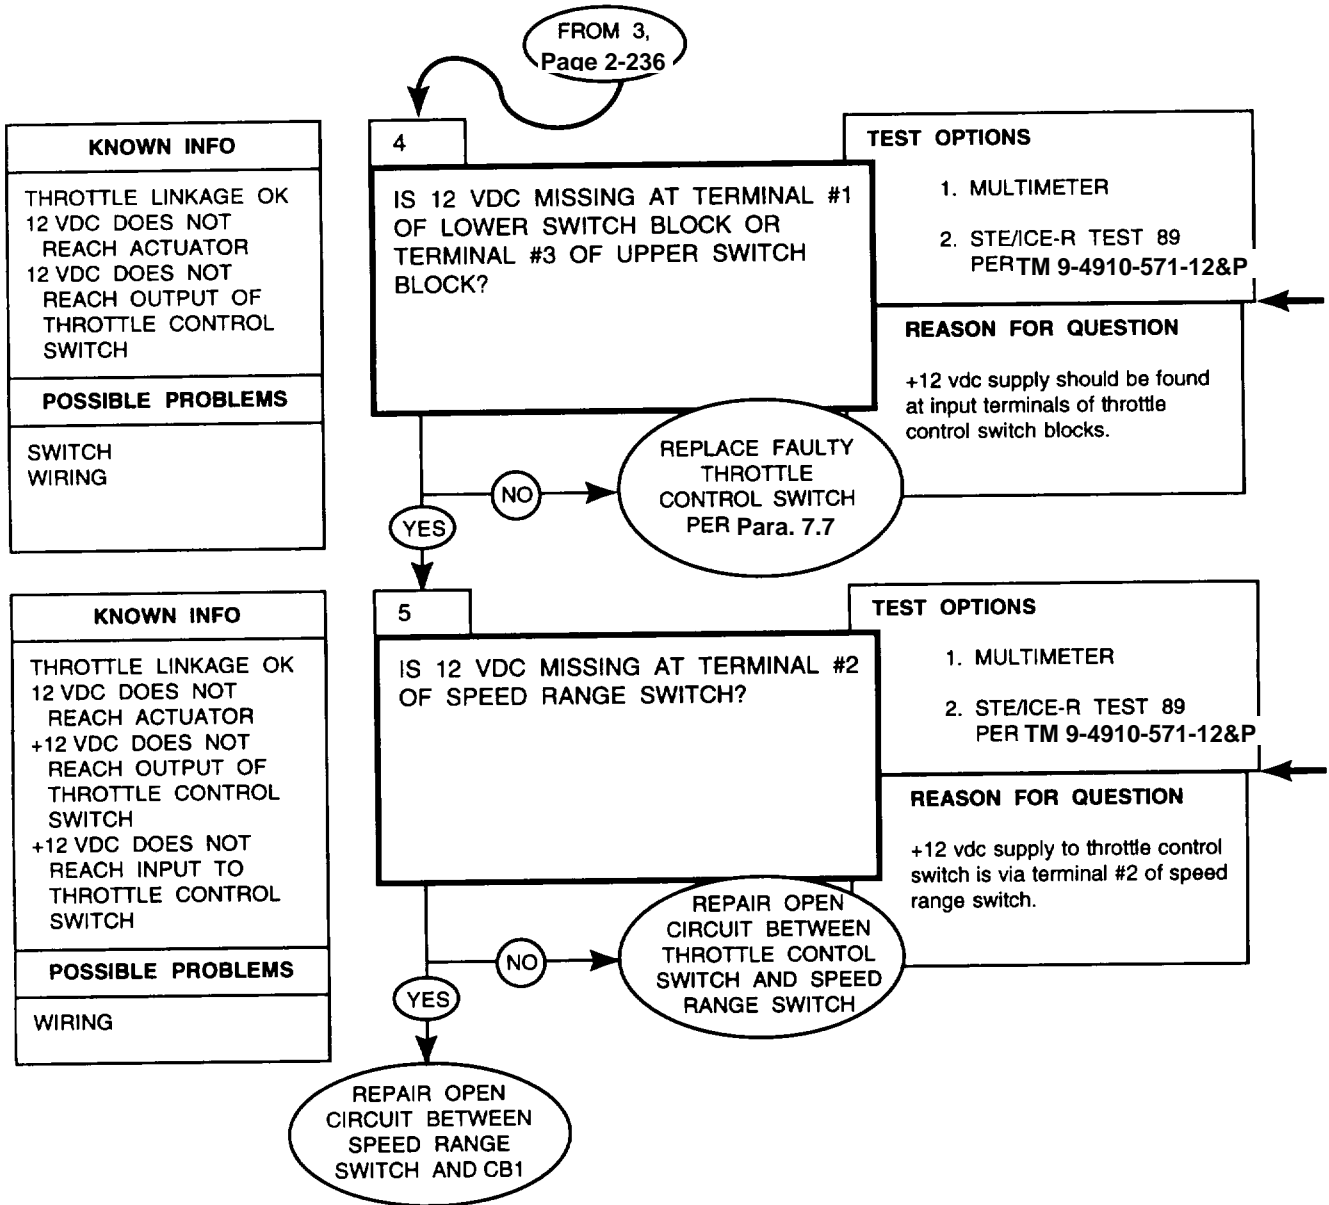 FROM 3,
Page 2-236
KNOWN INFO
THROTTLE LINKAGE OK
12 VDC DOES NOT
REACH ACTUATOR
12 VDC DOES NOT
REACH OUTPUT OF
THROTTLE CONTROL
SWITCH
POSSIBLE PROBLEMS
SWITCH
WIRING
4
IS 12 VDC MISSING AT TERMINAL #1
OF LOWER SWITCH BLOCK OR
TERMINAL #3 OF UPPER SWITCH
BLOCK?
TEST OPTIONS
1. MULTIMETER
2. STE/ICE-R TEST 89
PER TM 9-4910-571-12&P
REASON FOR QUESTION
+12 vdc supply should be found
at input terminals of throttle
control switch blocks.
NO
REPLACE FAULTY
THROTTLE
CONTROL SWITCH
PER Para. 7.7
YES
KNOWN INFO
THROTTLE LINKAGE OK
12 VDC DOES NOT
REACH ACTUATOR
+12 VDC DOES NOT
REACH OUTPUT OF
THROTTLE CONTROL
SWITCH
+12 VDC DOES NOT
REACH INPUT TO
THROTTLE CONTROL
SWITCH
POSSIBLE PROBLEMS
WIRING
5
IS 12 VDC MISSING AT TERMINAL #2
OF SPEED RANGE SWITCH?
TEST OPTIONS
1. MULTIMETER
2. STE/ICE-R TEST 89
PER TM 9-4910-571-12&P
REASON FOR QUESTION
+12 vdc supply to throttle control
switch is via terminal #2 of speed
range switch.
NO
REPAIR OPEN
CIRCUIT BETWEEN
THROTTLE CONTOL
SWITCH AND SPEED
RANGE SWITCH
YES
REPAIR OPEN
CIRCUIT BETWEEN
SPEED RANGE
SWITCH AND CB1